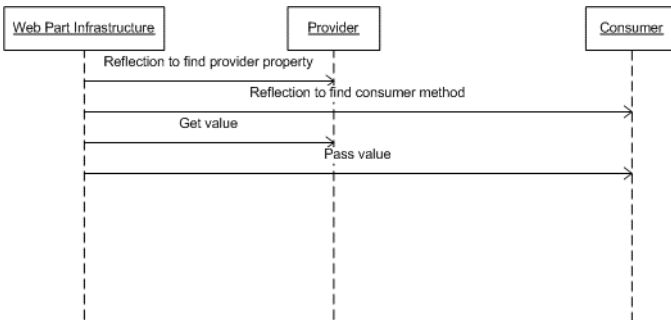 Web Part Infrastructure
Provider
Consumer
Reflection to find provider property
Reflection to find consumer method
Get value
Pass value